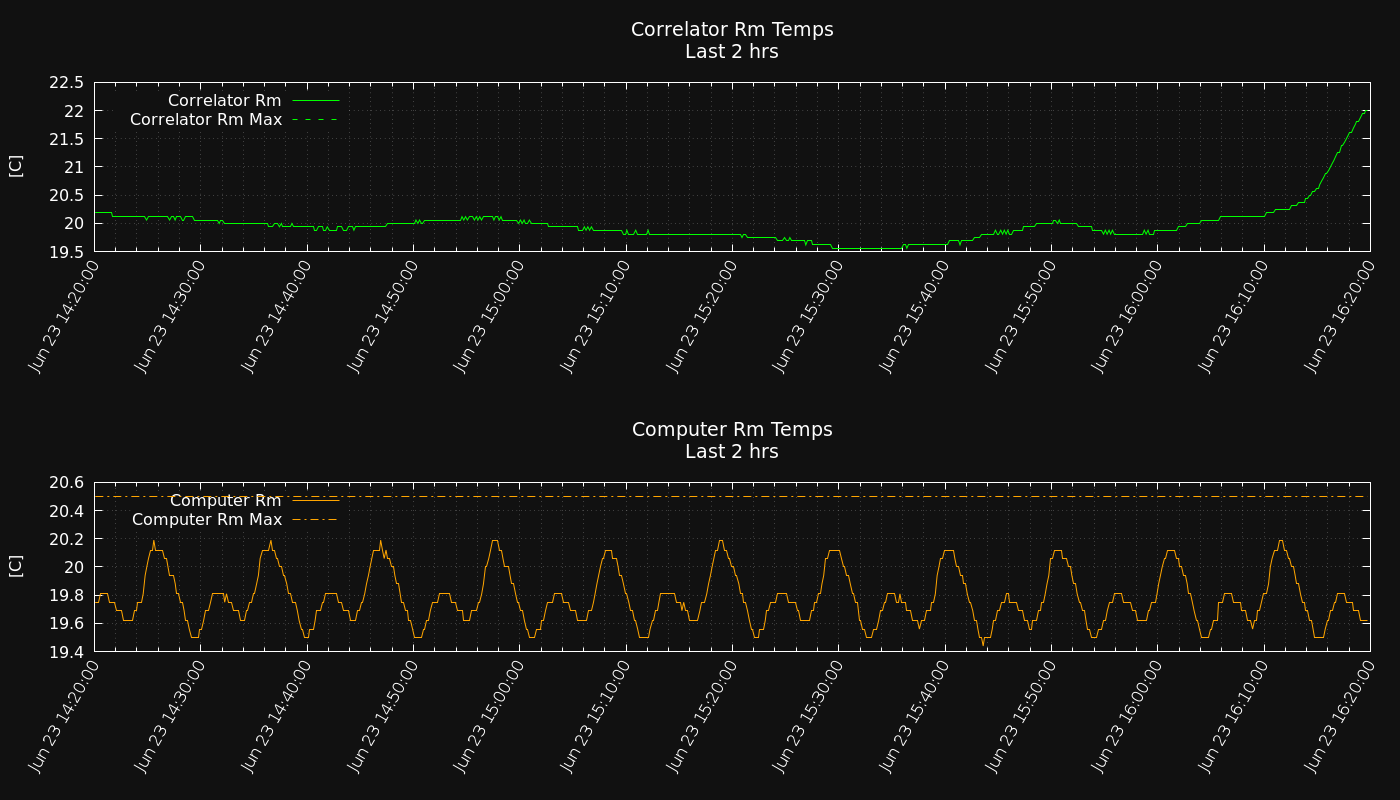 Correlator Rm Temps
Last 2 hrs
22.5
22
21.5
21
20.5
20
19.5
[C]
Correlator Rm
Correlator Rm Max
Jun 23 14:20:00
Jun 23 14:30:00
Jun 23 14:40:00
Jun 23 14:50:00
Jun 23 15:00:00
Jun 23 15:10:00
Jun 23 15:20:00
Jun 23 15:30:00
Jun 23 15:40:00
Jun 23 15:50:00
Jun 23 16:00:00
Jun 23 16:10:00
Jun 23 16:20:00
Computer Rm Temps
Last 2 hrs
20.6
20.4
20.2
20
19.8
19.6
19.4
[C]
Computer Rm
Computer Rm Max
Jun 23 14:20:00
Jun 23 14:30:00
Jun 23 14:40:00
Jun 23 14:50:00
Jun 23 15:00:00
Jun 23 15:10:00
Jun 23 15:20:00
Jun 23 15:30:00
Jun 23 15:40:00
Jun 23 15:50:00
Jun 23 16:00:00
Jun 23 16:10:00
Jun 23 16:20:00